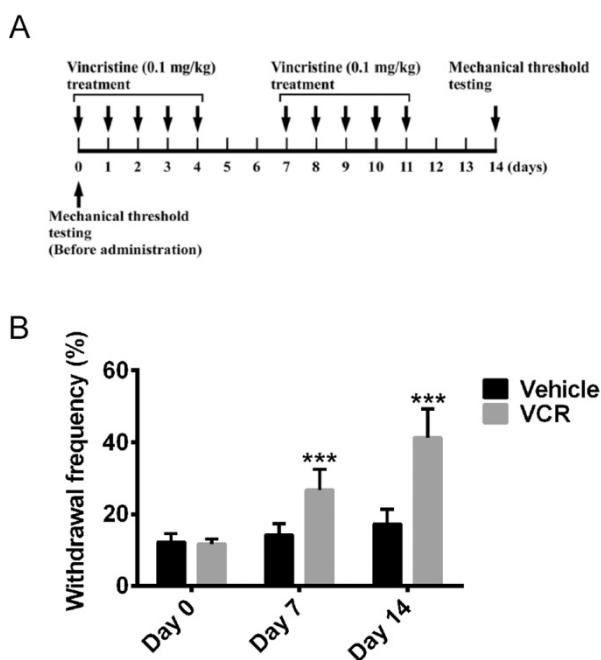 A
Vincristine (0.1 mg/kg) treatment
Vincristine (0.1 mg/kg) treatment
Mechanical threshold testing
0 1 2 3 4 5 6 7 8 9 10 11 12 13 14 (days)
Mechanical threshold
testing
(Before administration)
B
Withdrawal frequency (%)
60
40
20
0
***
***
Vehicle
VCR
Day 0
Day 7
Day 14